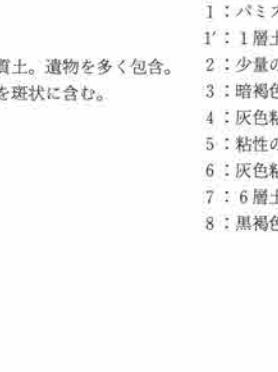 質土。遺物を多く包含。
を斑状に含む。
1：パミス
1′：1層土
2：少量の
3：暗褐色
4：灰色粘
5：粘性の
6：灰色粘
7：6層土
8：黒褐色